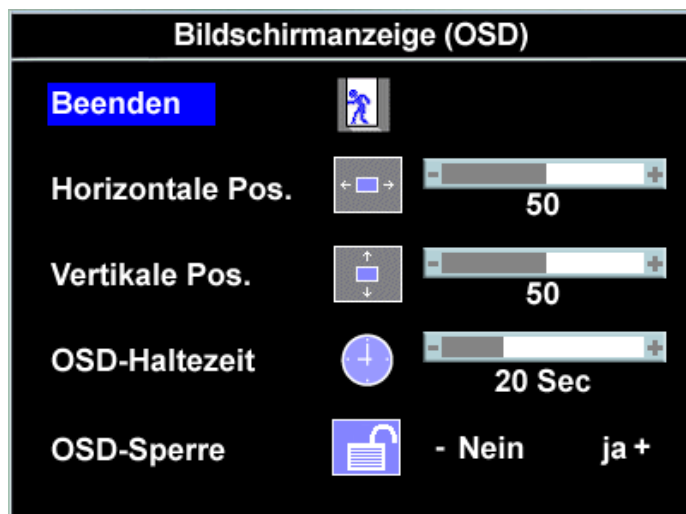 Bildschirmanzeige (OSD)
Beenden
Horizontale Pos.
- +
50
Vertikale Pos.
- +
50
OSD-Haltezeit
- +
20 Sec
OSD-Sperre - Nein ja +